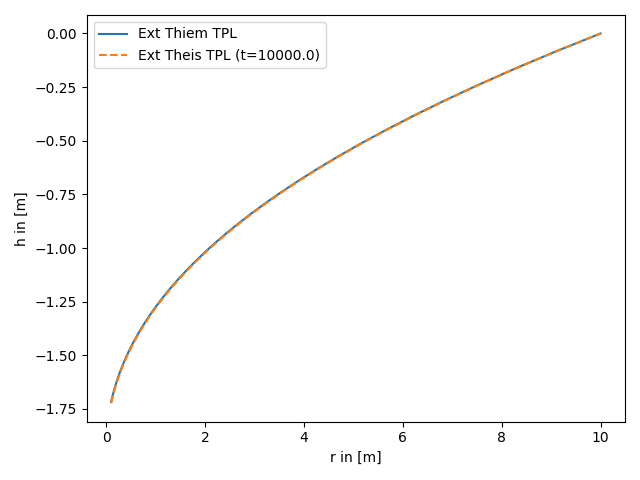 Ext Thiem TPL
Ext Theis TPL (t=10000.0)
0.00
−0.25
−0.50
−0.75
−1.00
−1.25
−1.50
−1.75
h in [m]
0 2 4 6 8 10
r in [m]